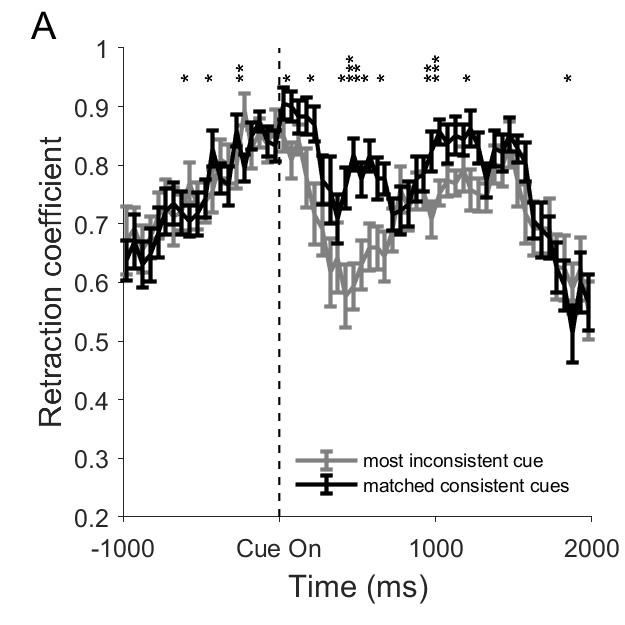 A
* * ** * * * *** ** * * ** *** * *
1
0.9
0.8
0.7
0.6
0.5
0.4
0.3
0.2
Retraction coefficient
most inconsistent cue
matched consistent cues
-1000 Cue On 1000 2000
Time (ms)